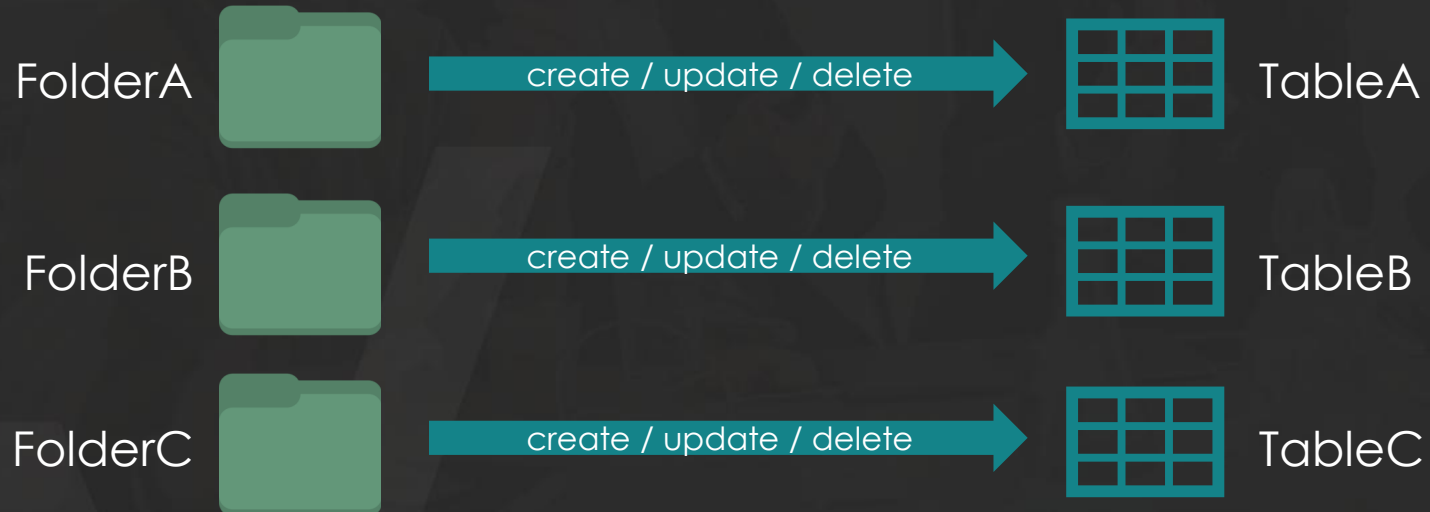 FolderA
create / update / delete
TableA
FolderB
create / update / delete
TableB
FolderC
create / update / delete
TableC